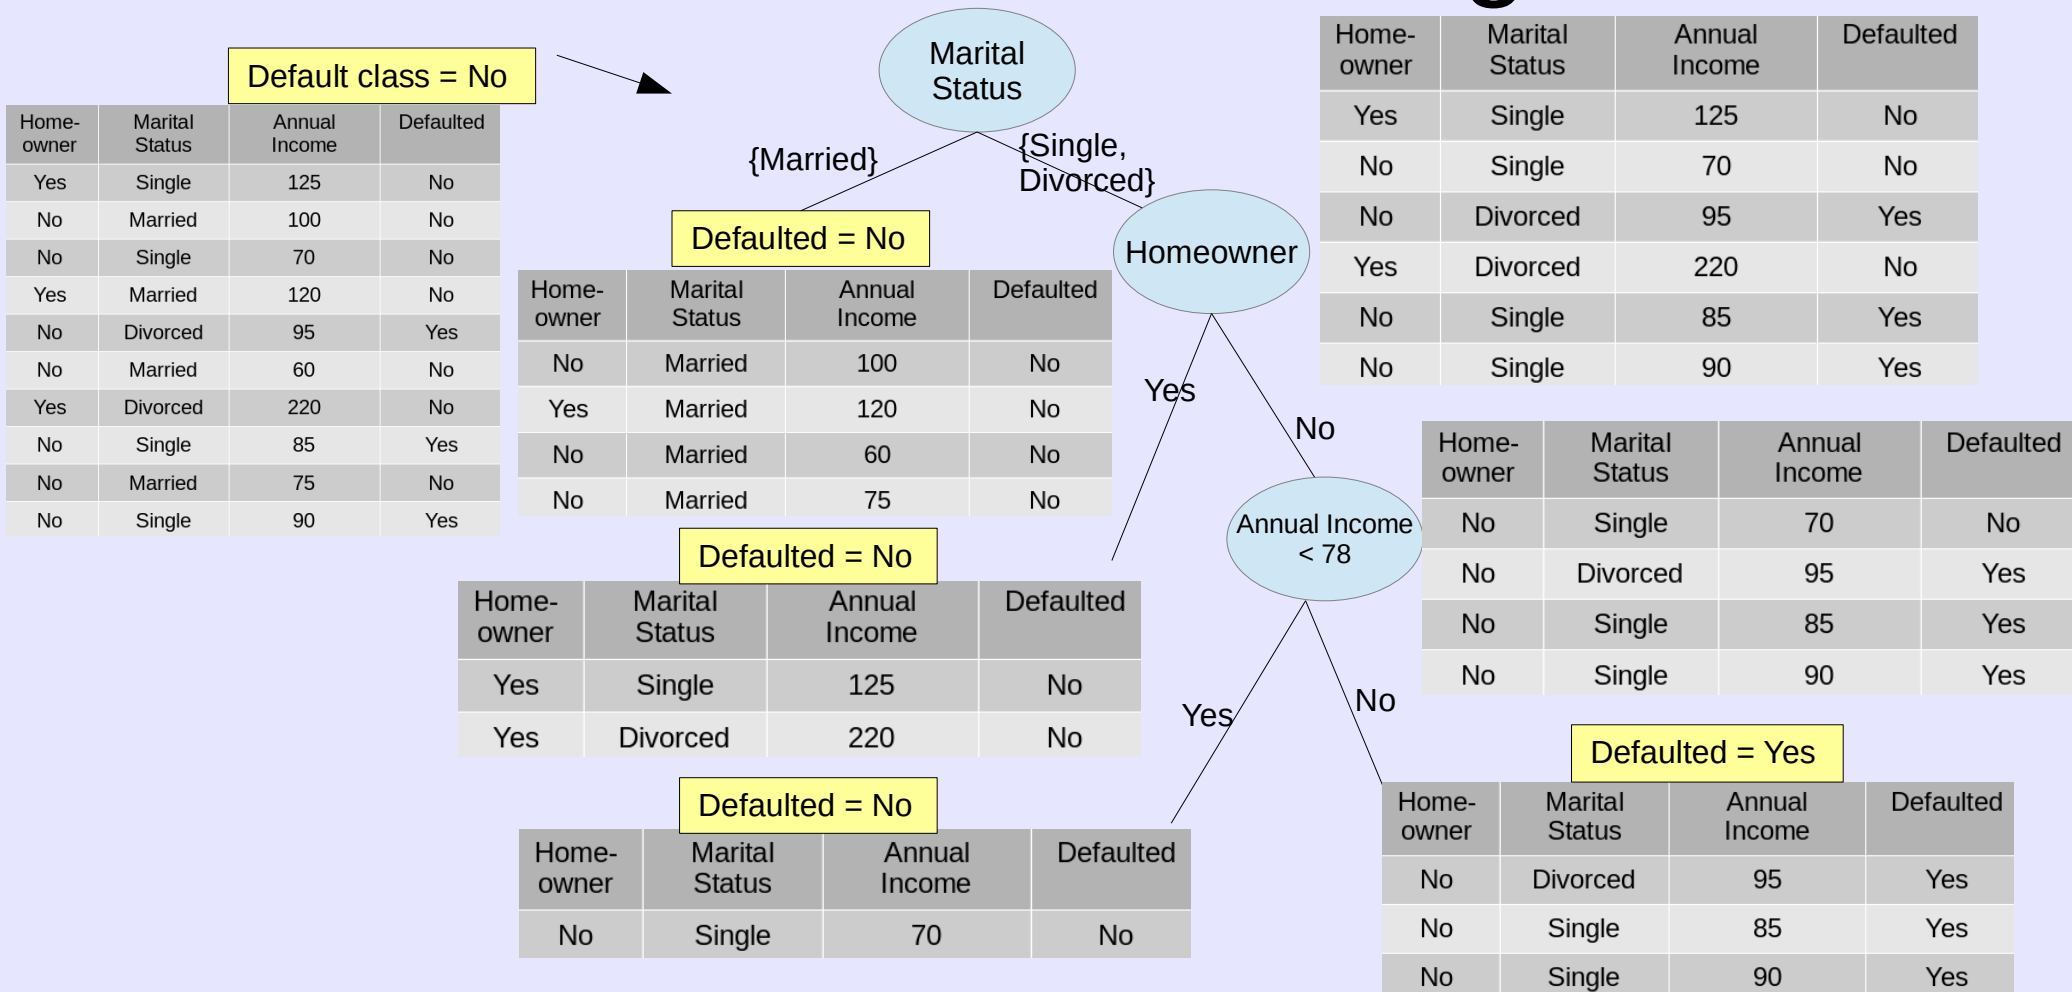 Default class = No
Home- Marital Annual Defaulted
owner Status Income
Yes Single 125 No
No Married 100 No
No Single 70 No
Yes Married 120 No
No Divorced 95 Yes
No Married 60 No
Yes Divorced 220 No
No Single 85 Yes
No Married 75 No
No Single 90 Yes
Marital
Status
{Married}
{Single,
Divorced}
Defaulted = No
Home- Marital Annual Defaulted
owner Status Income
No Married 100 No
Yes Married 120 No
No Married 60 No
No Married 75 No
Homeowner
Home- Marital Annual Defaulted
owner Status Income
Yes Single 125 No
No Single 70 No
No Divorced 95 Yes
Yes Divorced 220 No
No Single 85 Yes
No Single 90 Yes
Yes
No
Defaulted = No
Home- Marital Annual Defaulted
owner Status Income
Yes Single 125 No
Yes Divorced 220 No
Annual Income
< 78
Home- Marital Annual Defaulted
owner Status Income
No Single 70 No
No Divorced 95 Yes
No Single 85 Yes
No Single 90 Yes
Yes
No
Defaulted = No
Home- Marital Annual Defaulted
owner Status Income
No Single 70 No
Defaulted = Yes
Home- Marital Annual Defaulted
owner Status Income
No Divorced 95 Yes
No Single 85 Yes
No Single 90 Yes